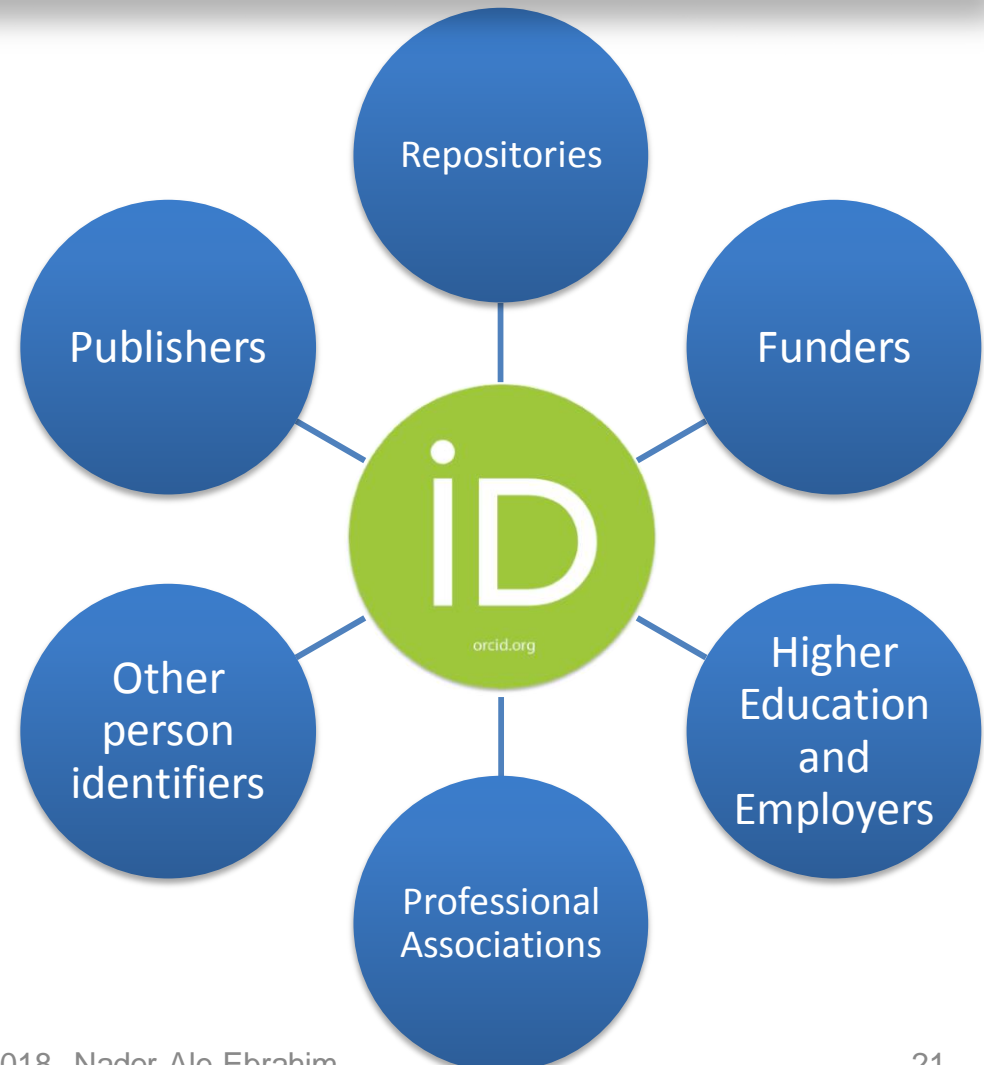 Repositories
Publishers
Funders
iD
orcid.org
Other
person
identifiers
Higher
Education
and
Employers
Professional
Associations
018 Nader Ale Ebrahim
21